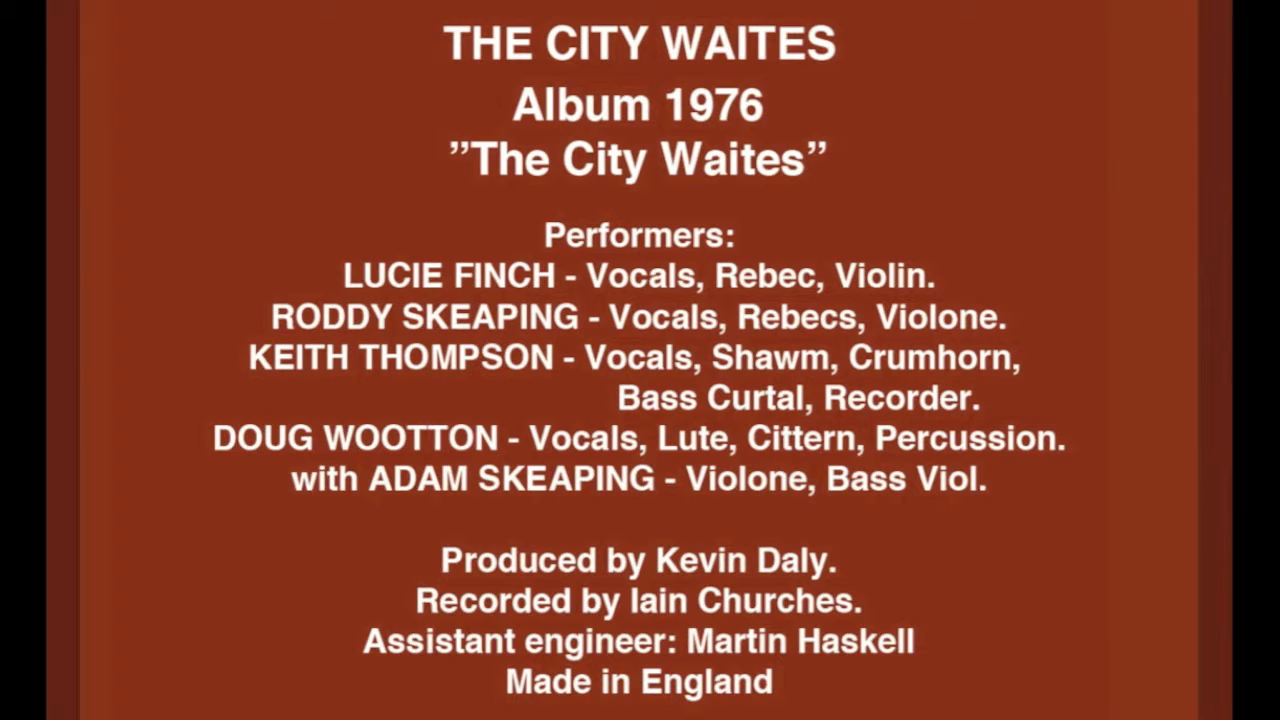 THE CITY WAITES
Album 1976
”The City Waites”
Performers:
LUCIE FINCH - Vocals, Rebec, Violin.
RODDY SKEAPING - Vocals, Rebecs, Violone.
KEITH THOMPSON - Vocals, Shawm, Crumhorn,
Bass Curtal, Recorder.
DOUG WOOTTON - Vocals, Lute, Cittern, Percussion.
with ADAM SKEAPING - Violone, Bass Viol.
Produced by Kevin Daly.
Recorded by Iain Churches.
Assistant engineer: Martin Haskell
Made in England